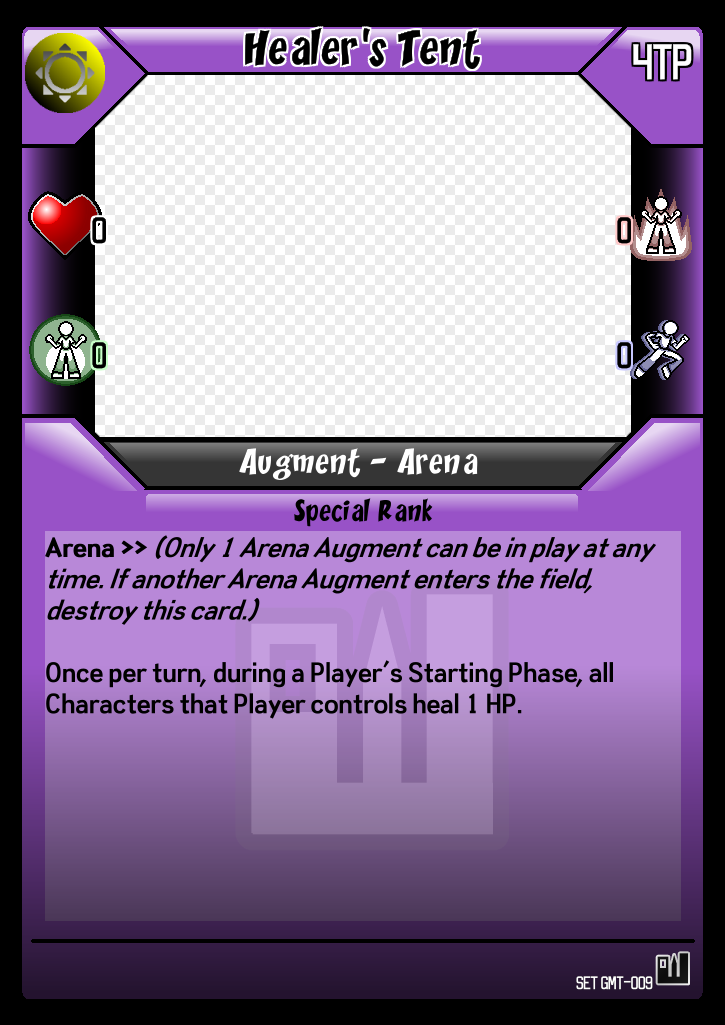 Healer's Tent
4TP
0
0
0
0
Augment - Arena
Special Rank
Arena >> (Only 1 Arena Augment can be in play at any
time. If another Arena Augment enters the field,
destroy this card.)
Once per turn, during a Player's Starting Phase, all
Characters that Player controls heal 1 HP.
SET GMT-009